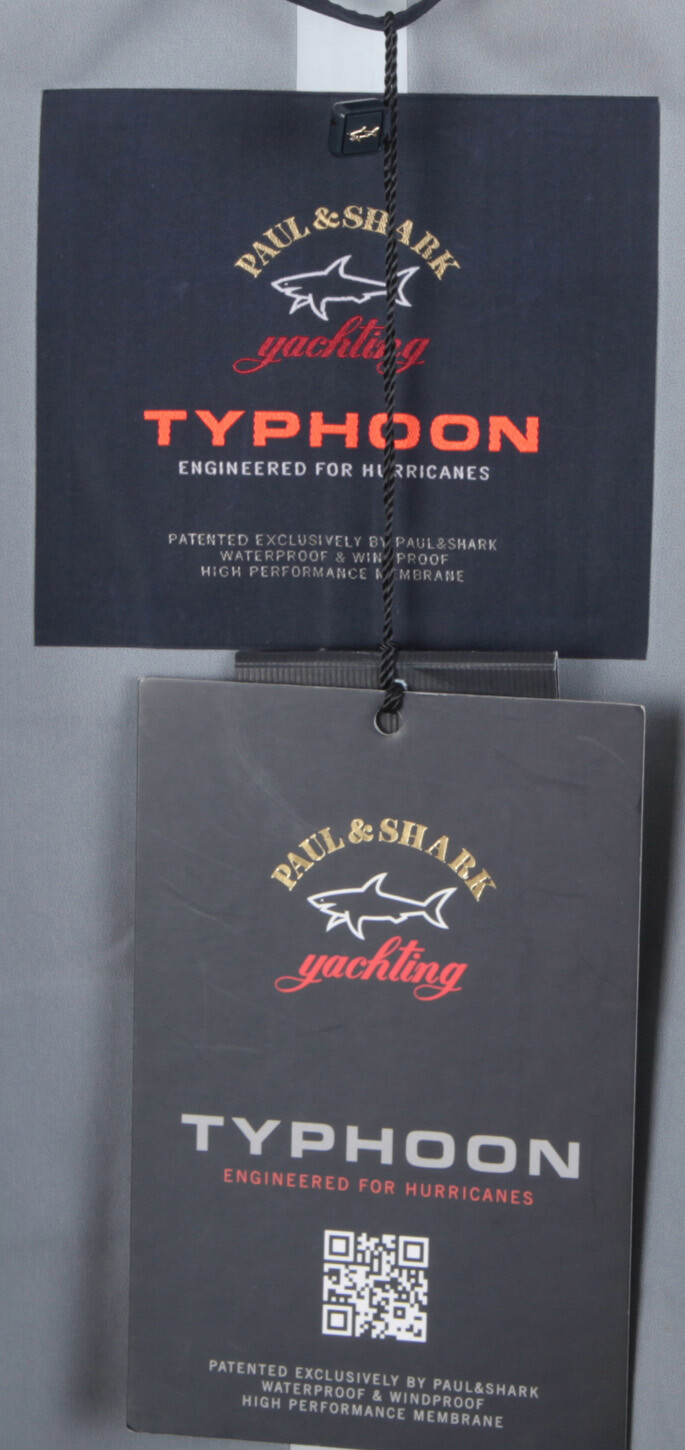 PAUL & SHARK
yachting
TYPHOON
ENGINEERED FOR HURRICANES
PATENTED EXCLUSIVELY BY PAUL&SHARK
WATERPROOF & WINDPROOF
HIGH PERFORMANCE MEMBRANE
PAUL & SHARK
yachting
TYPHOON
ENGINEERED FOR HURRICANES
PATENTED EXCLUSIVELY BY PAUL&SHARK
WATERPROOF & WINDPROOF
HIGH PERFORMANCE MEMBRANE